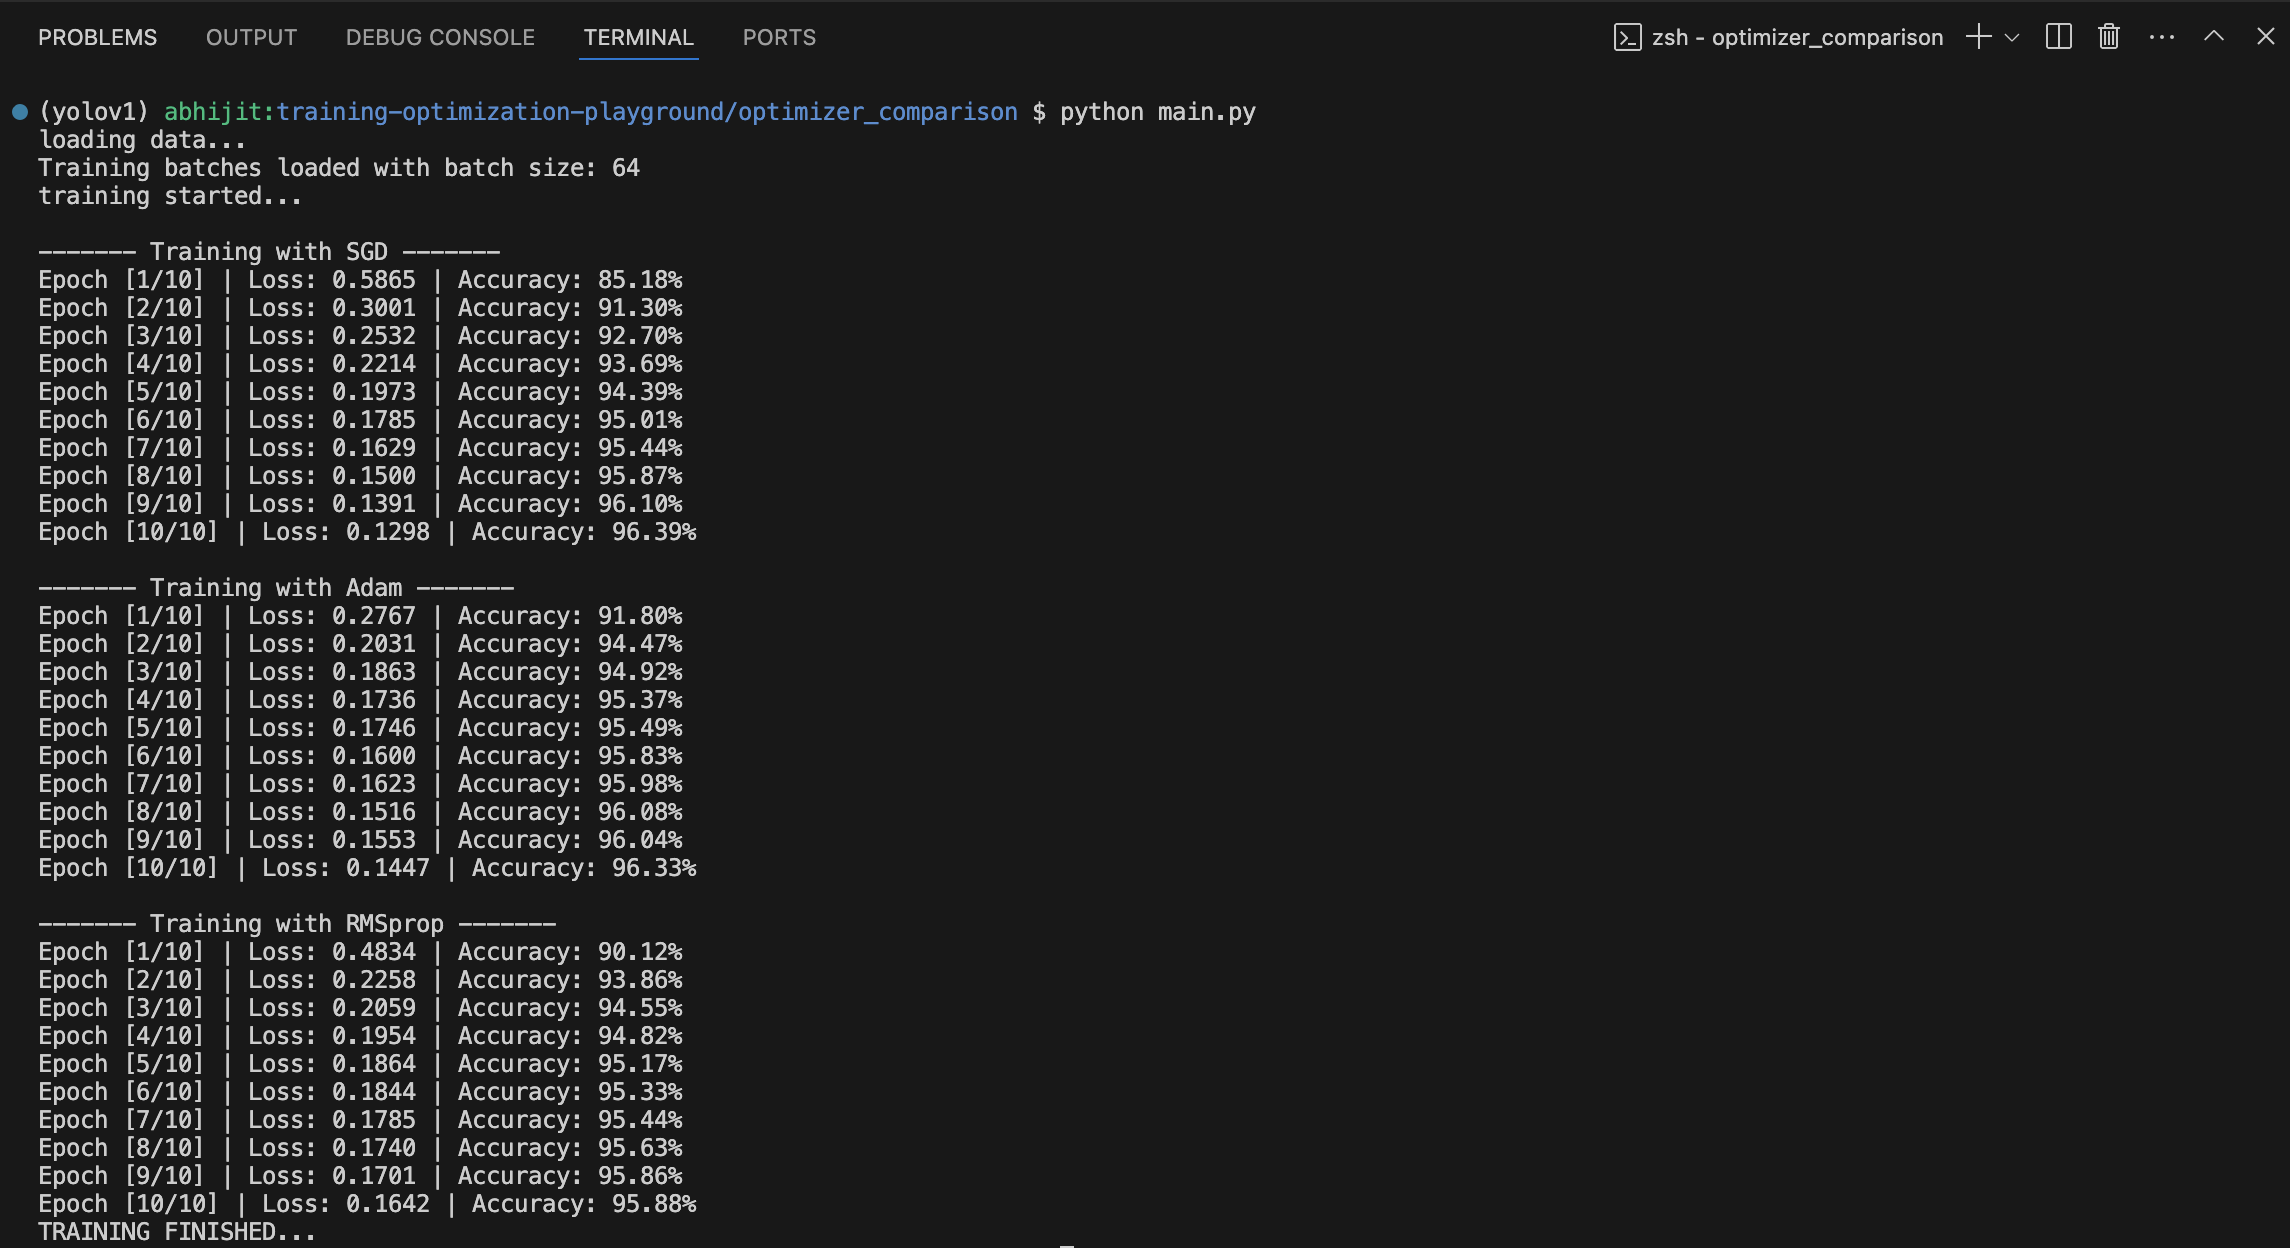 PROBLEMS OUTPUT DEBUG CONSOLE TERMINAL PORTS zsh - optimizer_comparison
(yolov1) abhijit:training-optimization-playground/optimizer_comparison $ python main.py
loading data...
Training batches loaded with batch size: 64
training started...
------- Training with SGD -------
Epoch [1/10] | Loss: 0.5865 | Accuracy: 85.18%
Epoch [2/10] | Loss: 0.3001 | Accuracy: 91.30%
Epoch [3/10] | Loss: 0.2532 | Accuracy: 92.70%
Epoch [4/10] | Loss: 0.2214 | Accuracy: 93.69%
Epoch [5/10] | Loss: 0.1973 | Accuracy: 94.39%
Epoch [6/10] | Loss: 0.1785 | Accuracy: 95.01%
Epoch [7/10] | Loss: 0.1629 | Accuracy: 95.44%
Epoch [8/10] | Loss: 0.1500 | Accuracy: 95.87%
Epoch [9/10] | Loss: 0.1391 | Accuracy: 96.10%
Epoch [10/10] | Loss: 0.1298 | Accuracy: 96.39%
------- Training with Adam -------
Epoch [1/10] | Loss: 0.2767 | Accuracy: 91.80%
Epoch [2/10] | Loss: 0.2031 | Accuracy: 94.47%
Epoch [3/10] | Loss: 0.1863 | Accuracy: 94.92%
Epoch [4/10] | Loss: 0.1736 | Accuracy: 95.37%
Epoch [5/10] | Loss: 0.1746 | Accuracy: 95.49%
Epoch [6/10] | Loss: 0.1600 | Accuracy: 95.83%
Epoch [7/10] | Loss: 0.1623 | Accuracy: 95.98%
Epoch [8/10] | Loss: 0.1516 | Accuracy: 96.08%
Epoch [9/10] | Loss: 0.1553 | Accuracy: 96.04%
Epoch [10/10] | Loss: 0.1447 | Accuracy: 96.33%
------- Training with RMSprop -------
Epoch [1/10] | Loss: 0.4834 | Accuracy: 90.12%
Epoch [2/10] | Loss: 0.2258 | Accuracy: 93.86%
Epoch [3/10] | Loss: 0.2059 | Accuracy: 94.55%
Epoch [4/10] | Loss: 0.1954 | Accuracy: 94.82%
Epoch [5/10] | Loss: 0.1864 | Accuracy: 95.17%
Epoch [6/10] | Loss: 0.1844 | Accuracy: 95.33%
Epoch [7/10] | Loss: 0.1785 | Accuracy: 95.44%
Epoch [8/10] | Loss: 0.1740 | Accuracy: 95.63%
Epoch [9/10] | Loss: 0.1701 | Accuracy: 95.86%
Epoch [10/10] | Loss: 0.1642 | Accuracy: 95.88%
TRAINING FINISHED...